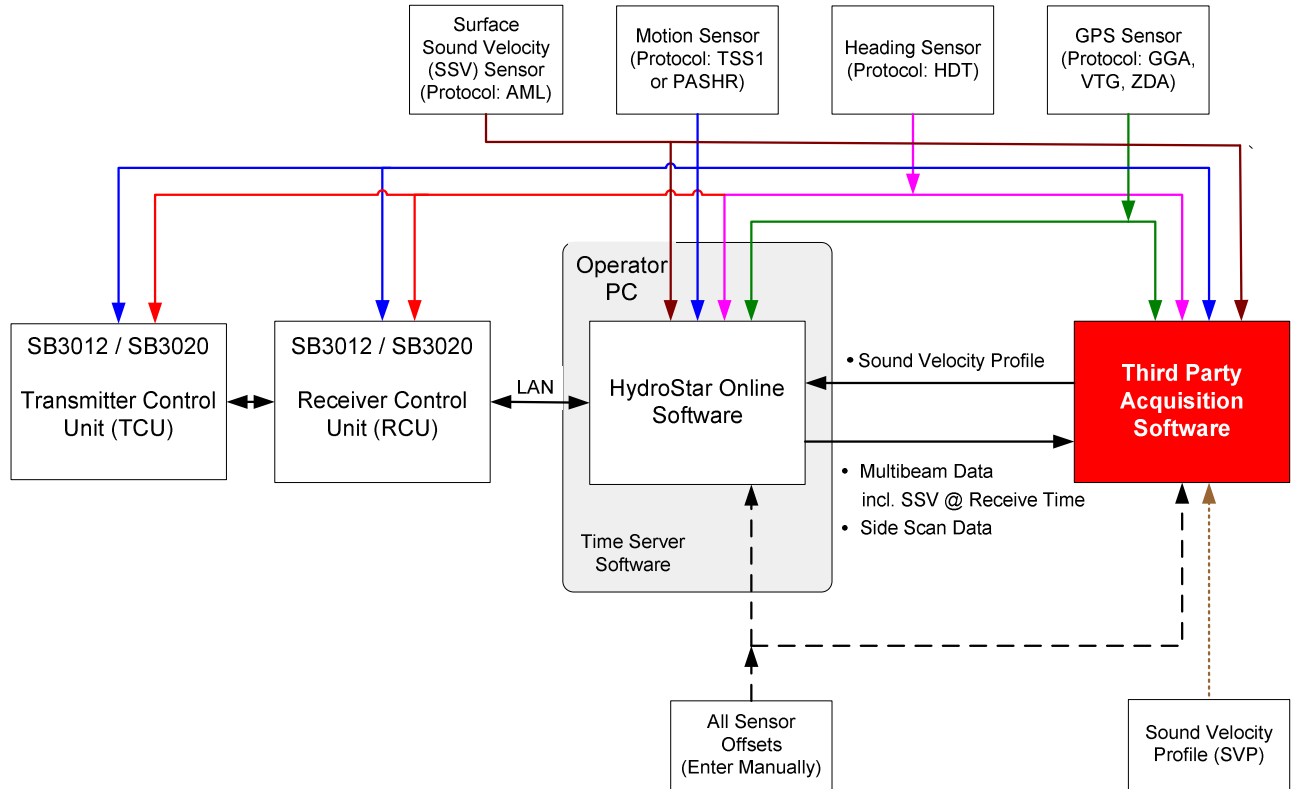 Surface
Sound Velocity
(SSV) Sensor
(Protocol: AML)
Motion Sensor
(Protocol: TSS1
or PASHR)
Heading Sensor
(Protocol: HDT)
GPS Sensor
(Protocol: GGA,
VTG, ZDA)
Operator
PC
SB3012 / SB3020
Transmitter Control
Unit (TCU)
SB3012 / SB3020
Receiver Control
Unit (RCU)
LAN
HydroStar Online
Software
• Sound Velocity Profile
Third Party
Acquisition
Software
• Multibeam Data
incl. SSV @ Receive Time
• Side Scan Data
Time Server
Software
All Sensor
Offsets
(Enter Manually)
Sound Velocity
Profile (SVP)